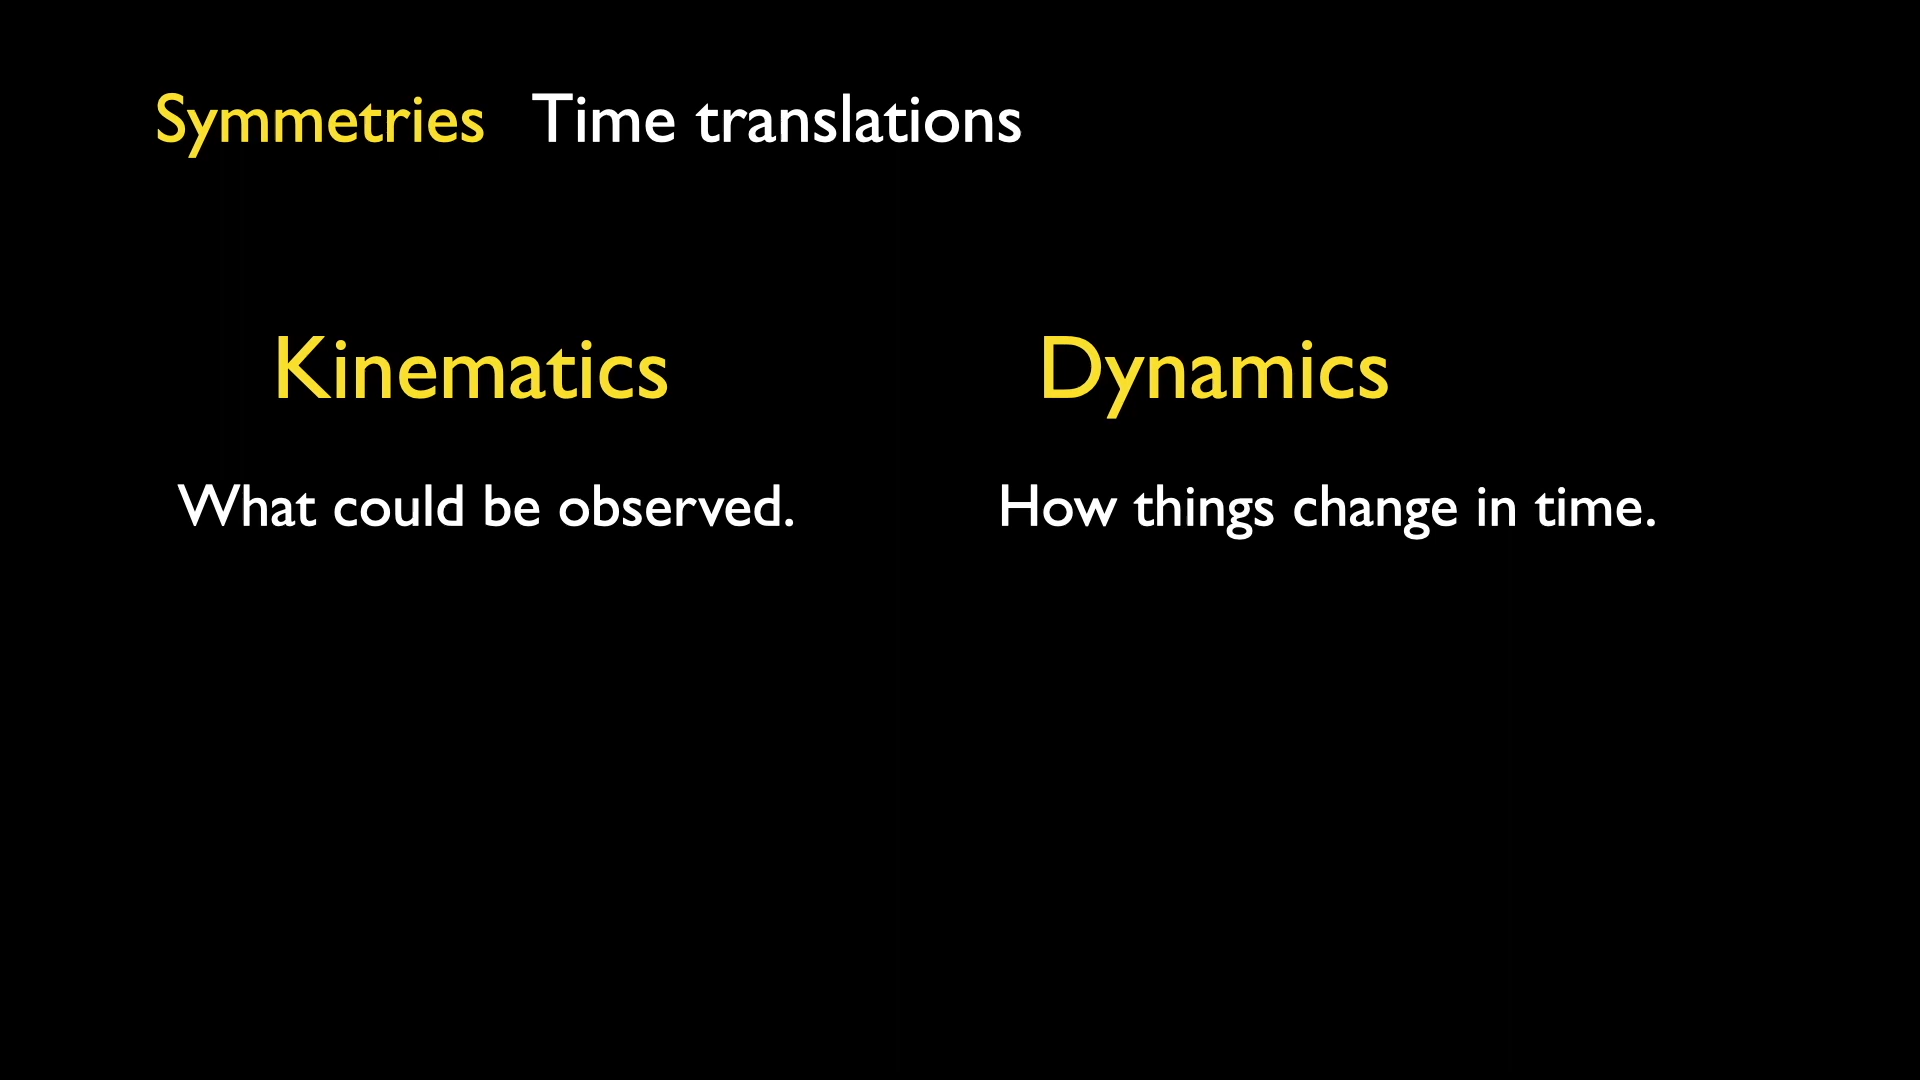 Symmetries Time translations
Kinematics
What could be observed.
Dynamics
How things change in time.